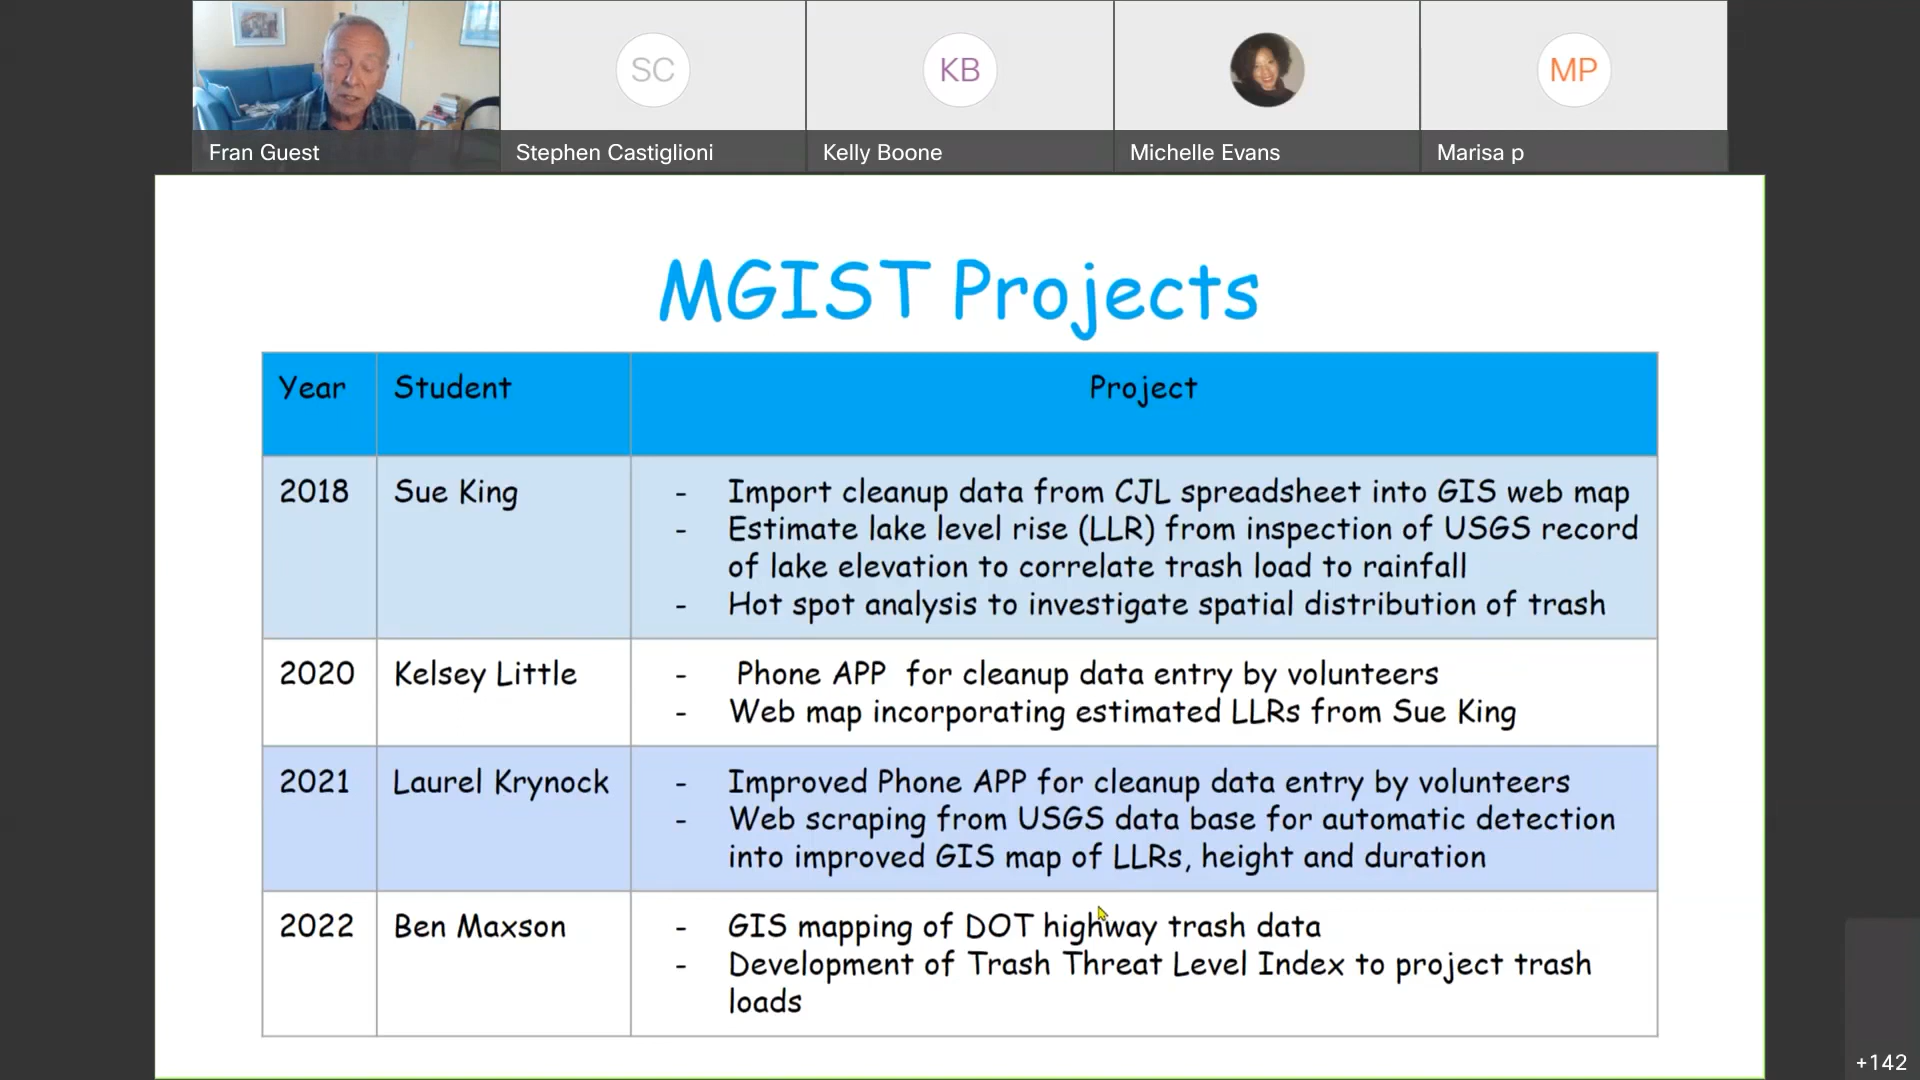 SC
KB
MP
Fran Guest
Stephen Castiglioni
Kelly Boone
Michelle Evans
Marisa p
MGIST Projects
Year
Student
Project
2018
Sue King
- Import cleanup data from CJL spreadsheet into GIS web map
- Estimate lake level rise (LLR) from inspection of USGS record
of lake elevation to correlate trash load to rainfall
- Hot spot analysis to investigate spatial distribution of trash
2020
Kelsey Little
- Phone APP for cleanup data entry by volunteers
- Web map incorporating estimated LLRs from Sue King
2021
Laurel Krynock
- Improved Phone APP for cleanup data entry by volunteers
- Web scraping from USGS data base for automatic detection
into improved GIS map of LLRs, height and duration
2022
Ben Maxson
- GIS mapping of DOT highway trash data
- Development of Trash Threat Level Index to project trash
loads
+142